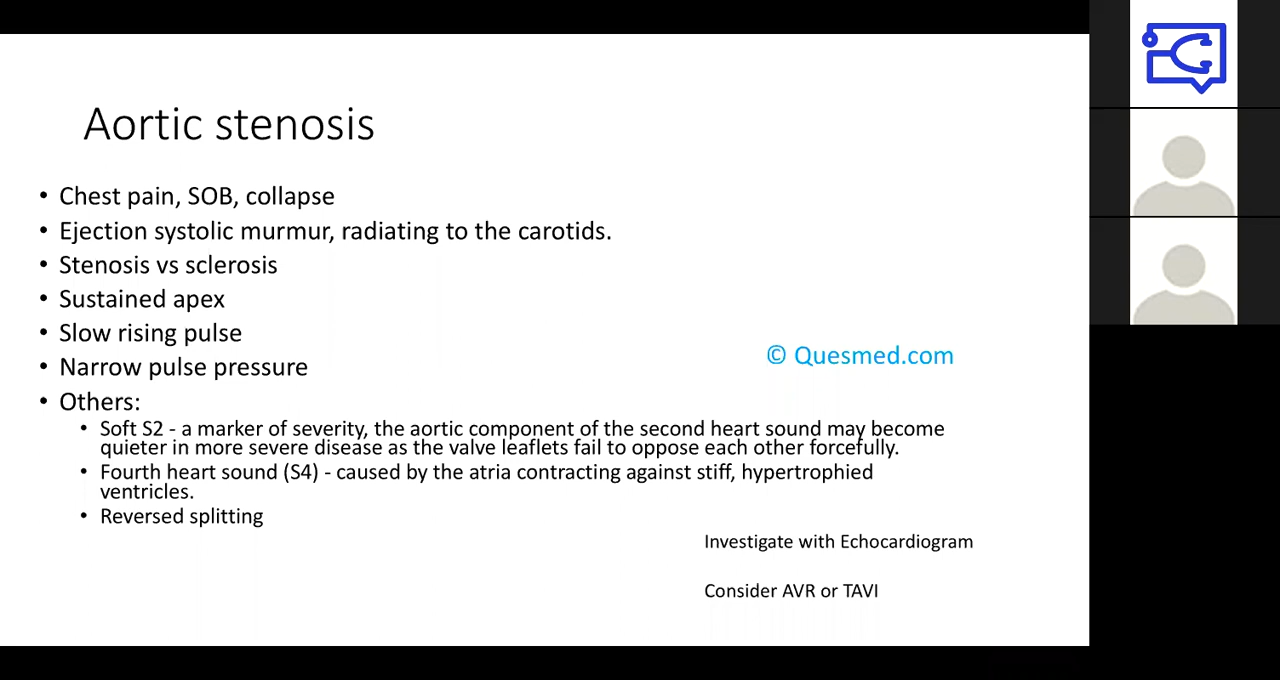 Aortic stenosis
• Chest pain, SOB, collapse
• Ejection systolic murmur, radiating to the carotids.
• Stenosis vs sclerosis
• Sustained apex
• Slow rising pulse
• Narrow pulse pressure
• Others:
• Soft S2 - a marker of severity, the aortic component of the second heart sound may become
quieter in more severe disease as the valve leaflets fail to oppose each other forcefully.
• Fourth heart sound (S4) - caused by the atria contracting against stiff, hypertrophied
ventricles.
• Reversed splitting
© Quesmed.com
Investigate with Echocardiogram
Consider AVR or TAVI